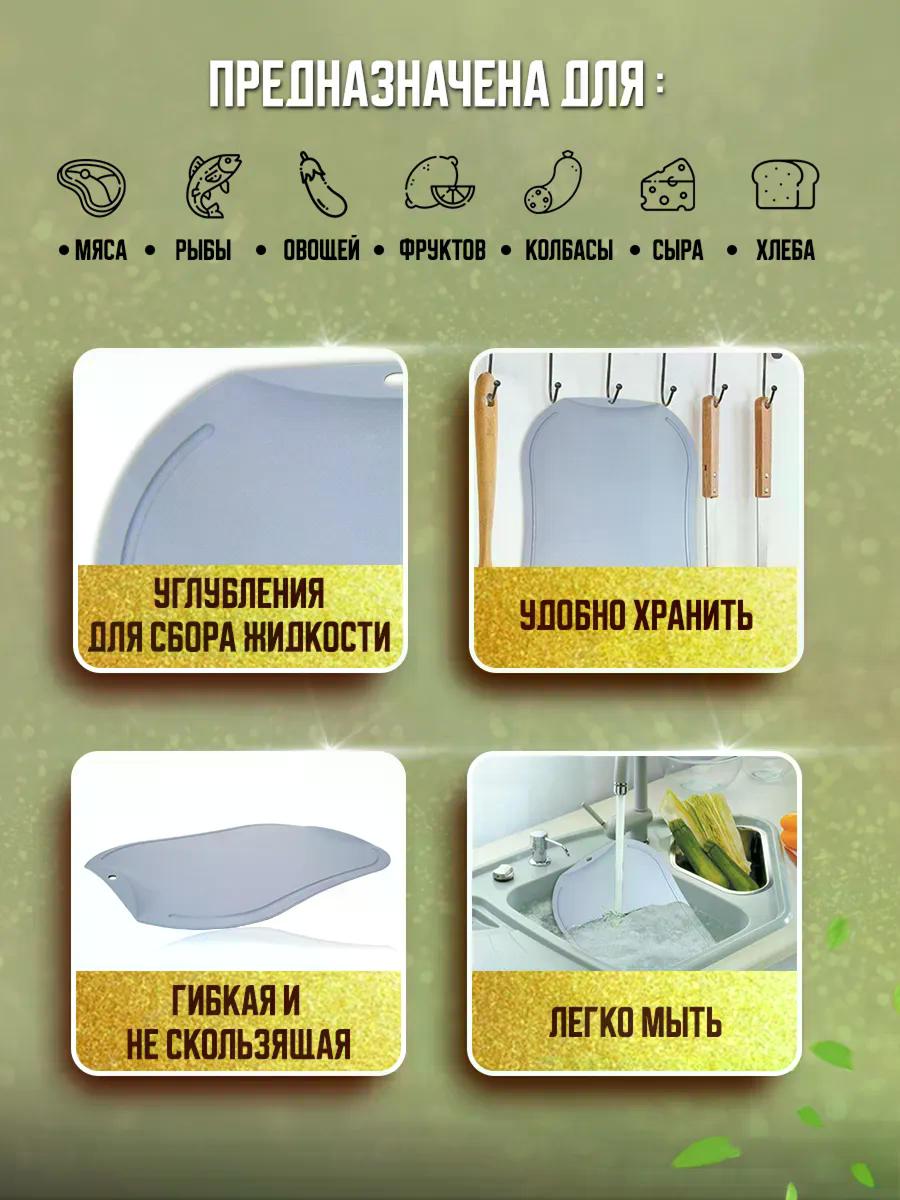 ПРЕДНАЗНАЧЕНА ДЛЯ:
• МЯСА • РЫБЫ • ОВОЩЕЙ • ФРУКТОВ • КОЛБАСЫ • СЫРА • ХЛЕБА
УГЛУБЛЕНИЯ
ДЛЯ СБОРА ЖИДКОСТИ
УДОБНО ХРАНИТЬ
ГИБКАЯ И
НЕ СКОЛЬЗЯЩАЯ
ЛЕГКО МЫТЬ